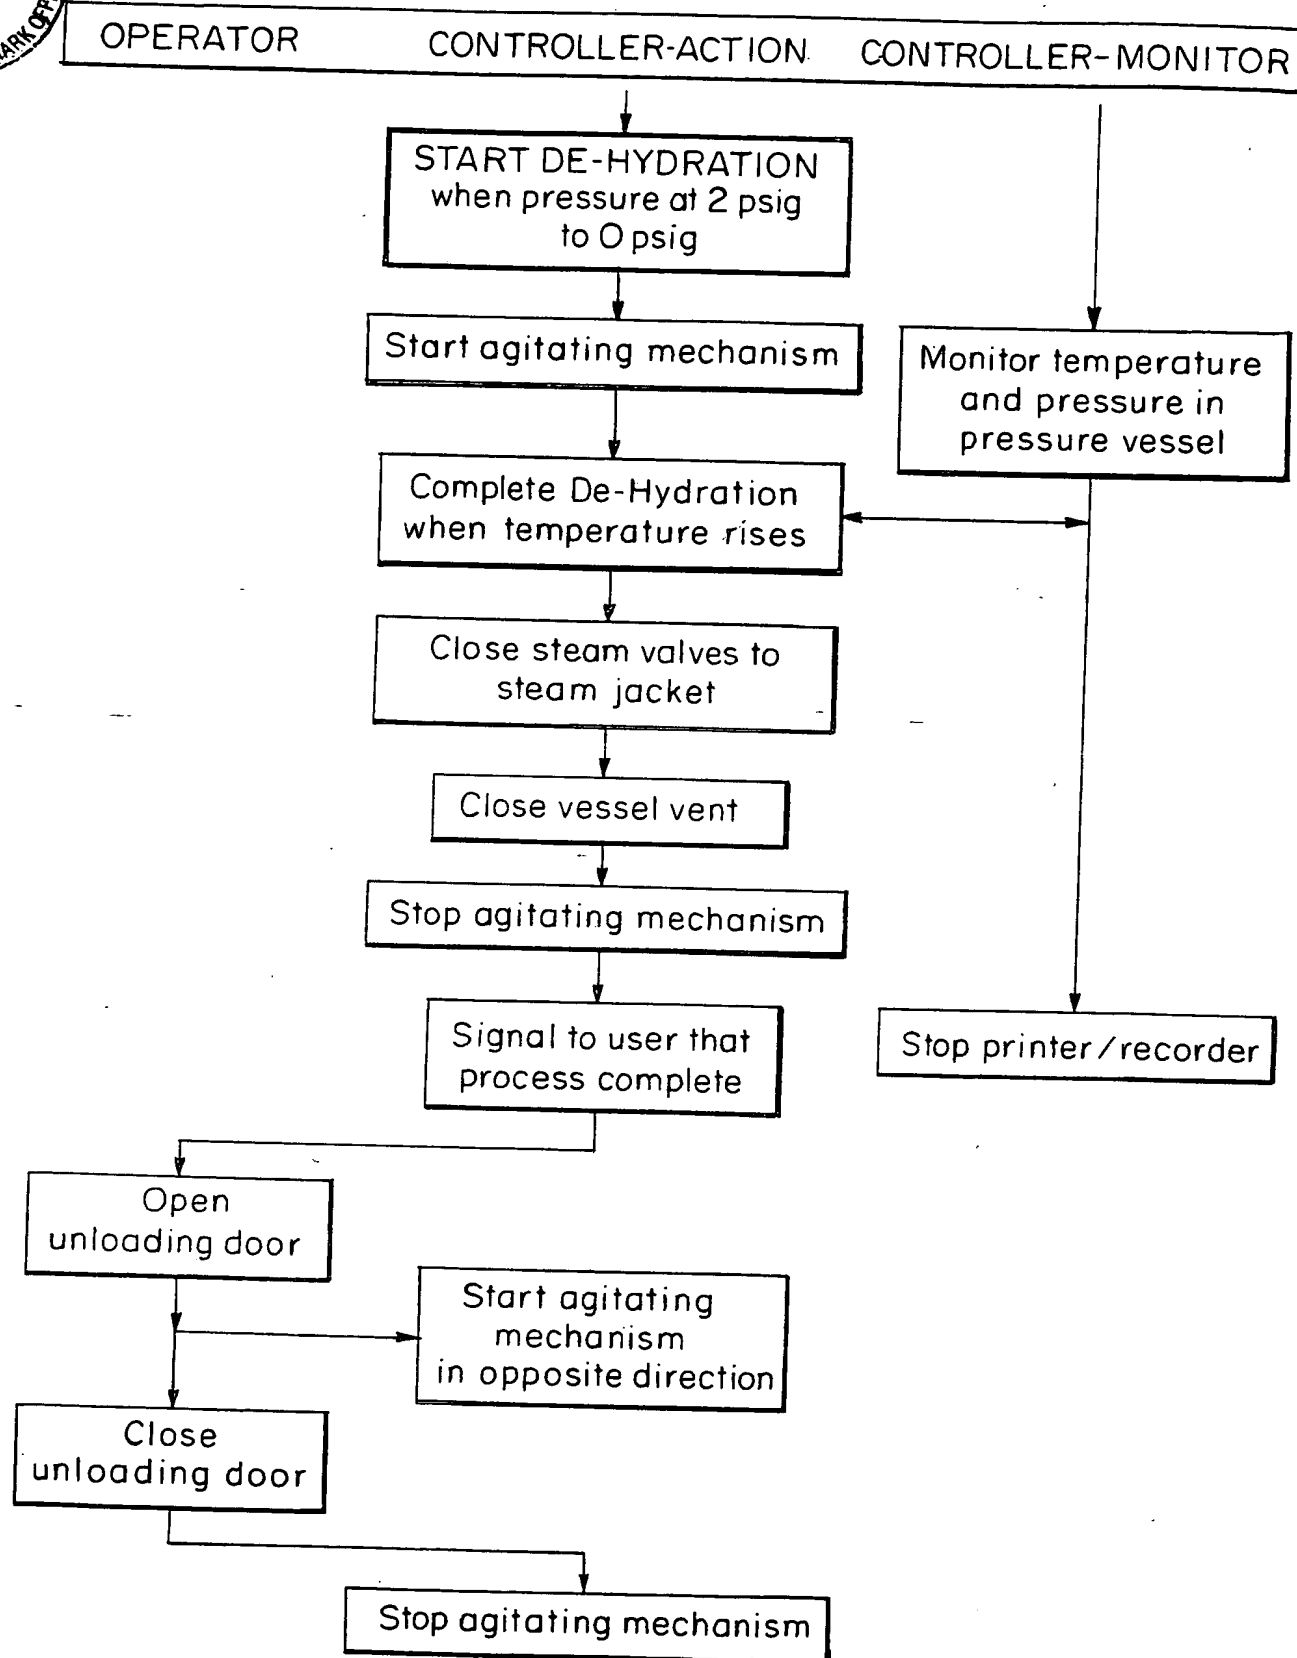 OPERATOR CONTROLLER-ACTION CONTROLLER-MONITOR
START DE-HYDRATION
when pressure at 2 psig
to 0 psig
Start agitating mechanism
Monitor temperature
and pressure in
pressure vessel
Complete De-Hydration
when temperature rises
Close steam valves to
steam jacket
Close vessel vent
Stop agitating mechanism
Signal to user that
process complete
Stop printer/recorder
Open
unloading door
Start agitating
mechanism
in opposite direction
Close
unloading door
Stop agitating mechanism